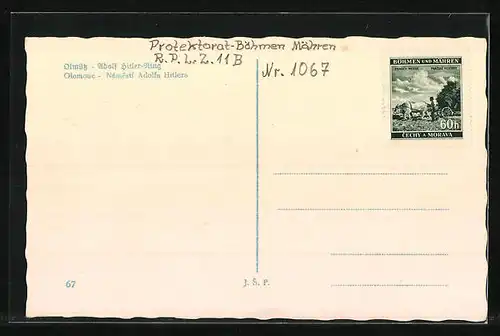 Protektorat-Böhmen Mähren
R.P.L.Z. 11B
Nr. 1067
Olmütz - Adolf Hitler-Ring
Olomouc - Náměstí Adolfa Hitlera
BÖHMEN UND MÄHREN
60h
ČECHY A MORAVA
67
J. Š. P.